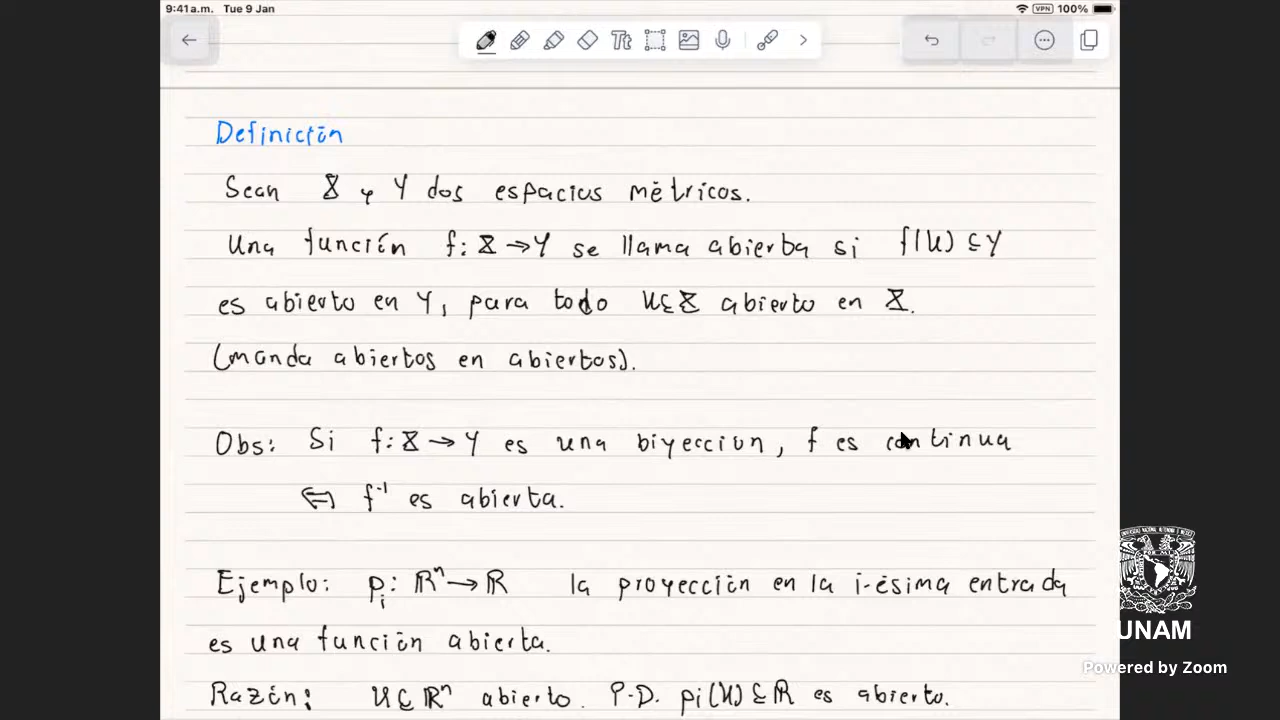 9:41 a.m. Tue 9 Jan
VPN 100%
Tt
Definición
Sean X y Y dos espacios métricos.
Una función f: X → Y se llama abierta si f(U) ⊆ Y
es abierto en Y, para todo U ⊆ X abierto en X.
(manda abiertos en abiertos).
Obs: Si f: X → Y es una biyección, f es continua
⇔ f⁻¹ es abierta.
Ejemplo: pᵢ: ℝⁿ → ℝ la proyección en la i-ésima entrada
es una función abierta.
Razón: U ⊆ ℝⁿ abierto. P.D. pi(U) ⊆ ℝ es abierto.
UNAM
Powered by Zoom